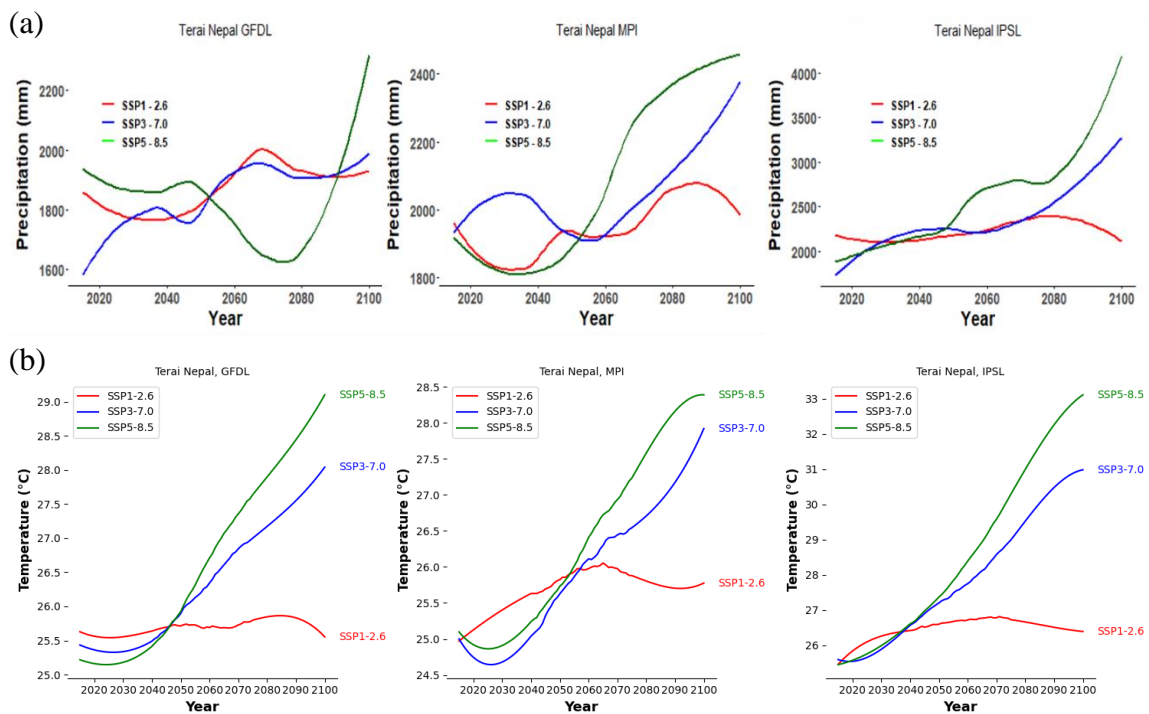 (a)
Terai Nepal GFDL
Precipitation (mm)
2200
2000
1800
1600
SSP1 - 2.6
SSP3 - 7.0
SSP5 - 8.5
2020 2040 2060 2080 2100
Year
Terai Nepal MPI
Precipitation (mm)
2400
2200
2000
1800
SSP1 - 2.6
SSP3 - 7.0
SSP5 - 8.5
2020 2040 2060 2080 2100
Year
Terai Nepal IPSL
Precipitation (mm)
4000
3000
2500
2000
SSP1 - 2.6
SSP3 - 7.0
SSP5 - 8.5
2020 2040 2060 2080 2100
Year
(b)
Terai Nepal, GFDL
Temperature (°C)
29.0
28.5
28.0
27.5
27.0
26.5
26.0
25.5
25.0
SSP1-2.6
SSP3-7.0
SSP5-8.5
SSP5-8.5
SSP3-7.0
SSP1-2.6
2020 2030 2040 2050 2060 2070 2080 2090 2100
Year
Terai Nepal, MPI
Temperature (°C)
28.5
28.0
27.5
27.0
26.5
26.0
25.5
25.0
24.5
SSP1-2.6
SSP3-7.0
SSP5-8.5
SSP5-8.5
SSP3-7.0
SSP1-2.6
2020 2030 2040 2050 2060 2070 2080 2090 2100
Year
Terai Nepal, IPSL
Temperature (°C)
33
32
31
30
29
28
27
26
SSP1-2.6
SSP3-7.0
SSP5-8.5
SSP5-8.5
SSP3-7.0
SSP1-2.6
2020 2030 2040 2050 2060 2070 2080 2090 2100
Year